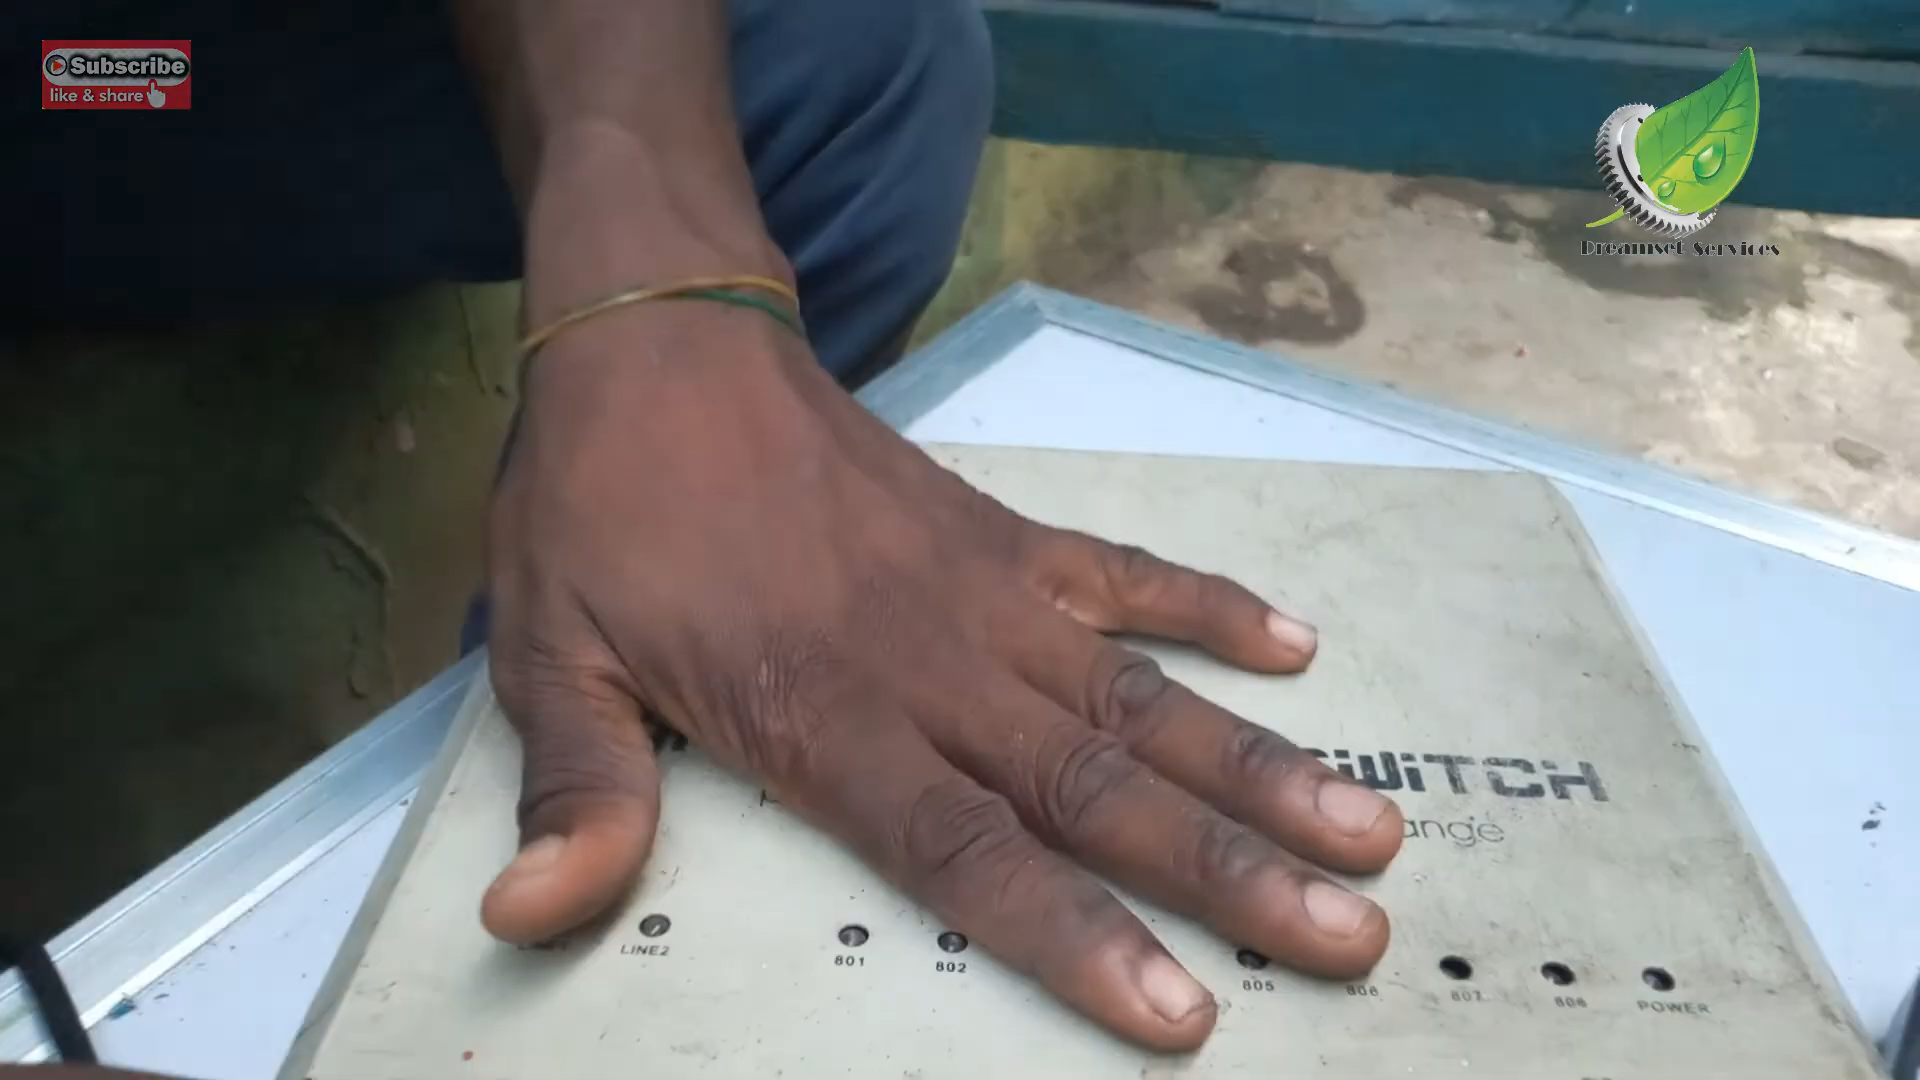 Subscribe
like & share
Dreamset Services
SWITCH
ange
LINE2
801
802
805
806
807
808
POWER